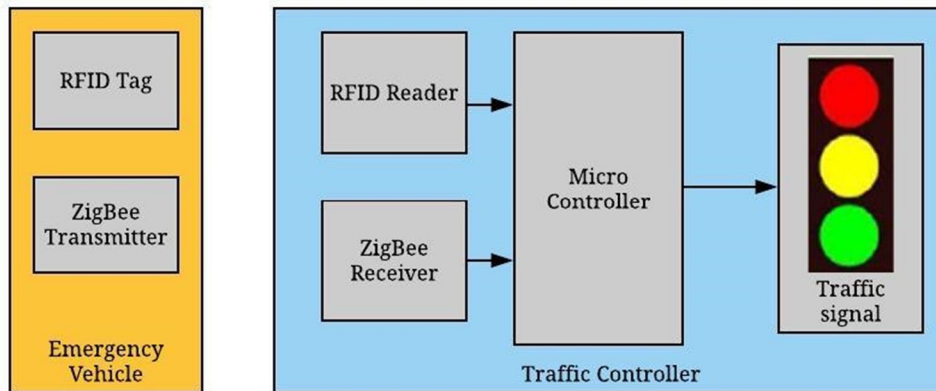 RFID Tag
ZigBee
Transmitter
Emergency
Vehicle
RFID Reader
ZigBee
Receiver
Micro
Controller
Traffic
signal
Traffic Controller